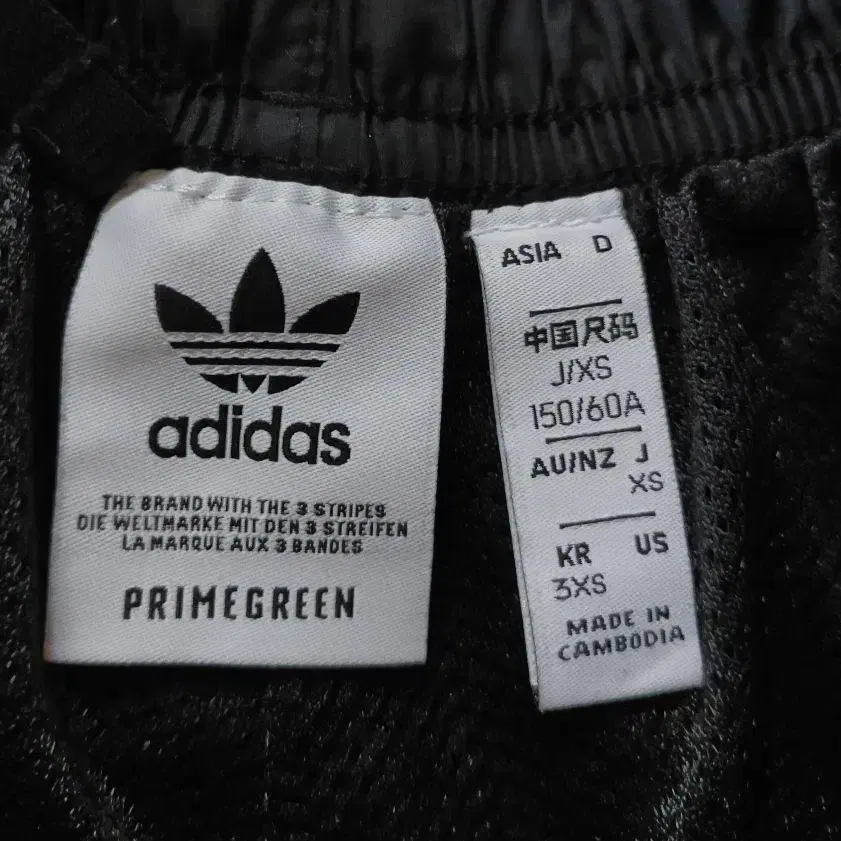 adidas
THE BRAND WITH THE 3 STRIPES
DIE WELTMARKE MIT DEN 3 STREIFEN
LA MARQUE AUX 3 BANDES
PRIMEGREEN
ASIA D
中国尺码
J/XS
150/60A
AU/NZ J
XS
KR US
3XS
MADE IN
CAMBODIA